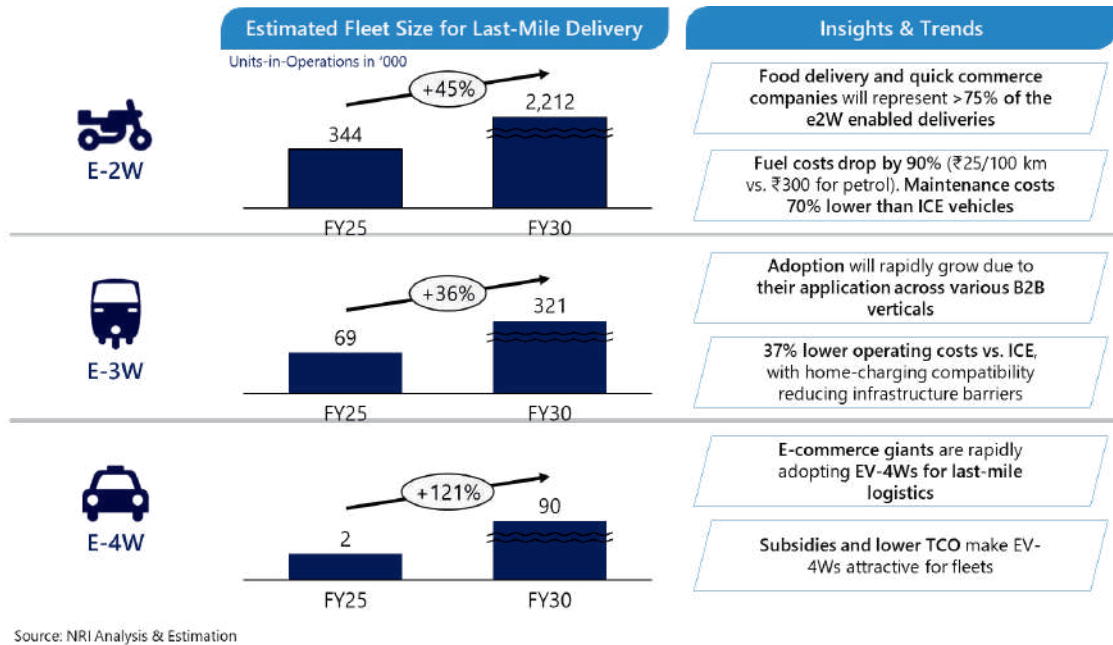 Estimated Fleet Size for Last-Mile Delivery
Insights & Trends
Units-in-Operations in '000
E-2W
+45%
344
2,212
FY25
FY30
Food delivery and quick commerce
companies will represent >75% of the
e2W enabled deliveries
Fuel costs drop by 90% (₹25/100 km
vs. ₹300 for petrol). Maintenance costs
70% lower than ICE vehicles
E-3W
+36%
69
321
FY25
FY30
Adoption will rapidly grow due to
their application across various B2B
verticals
37% lower operating costs vs. ICE,
with home-charging compatibility
reducing infrastructure barriers
E-4W
+121%
2
90
FY25
FY30
E-commerce giants are rapidly
adopting EV-4Ws for last-mile
logistics
Subsidies and lower TCO make EV-
4Ws attractive for fleets
Source: NRI Analysis & Estimation